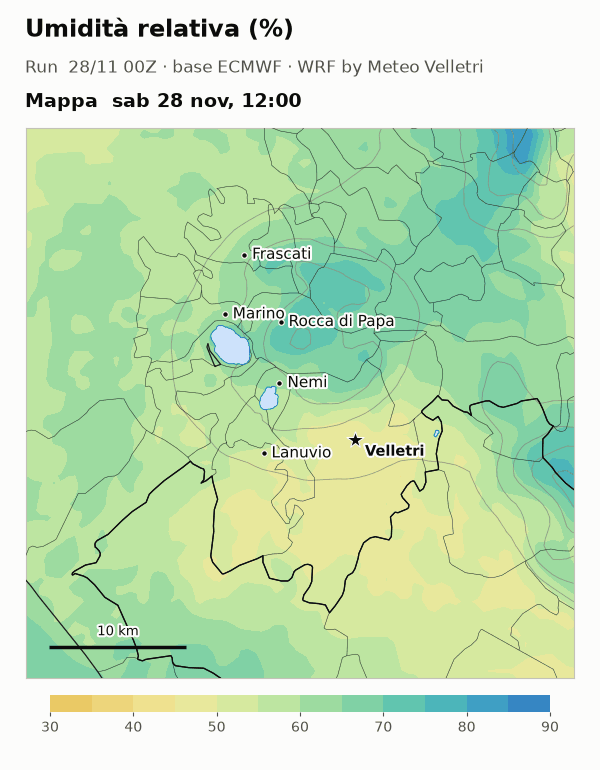 Umidità relativa (%)
Run  28/11 00Z · base ECMWF · WRF by Meteo Velletri
Mappa  sab 28 nov, 12:00
Frascati
Marino
Rocca di Papa
Nemi
Velletri
Lanuvio
10 km
30 40 50 60 70 80 90